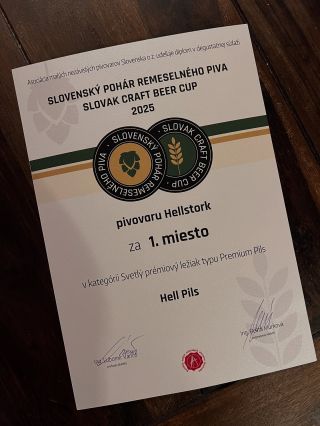 Asociácia malých nezávislých pivovarov Slovenska o.z. udeľuje diplom v degustačnej súťaži
SLOVENSKÝ POHÁR REMESELNÉHO PIVA
SLOVAK CRAFT BEER CUP
2025
SLOVENSKÝ POHÁR REMESELNÉHO PIVA
SLOVAK CRAFT BEER CUP
pivovaru Hellstork
za 1. miesto
v kategórii Svetlý prémiový ležiak typu Premium Pils
Hell Pils